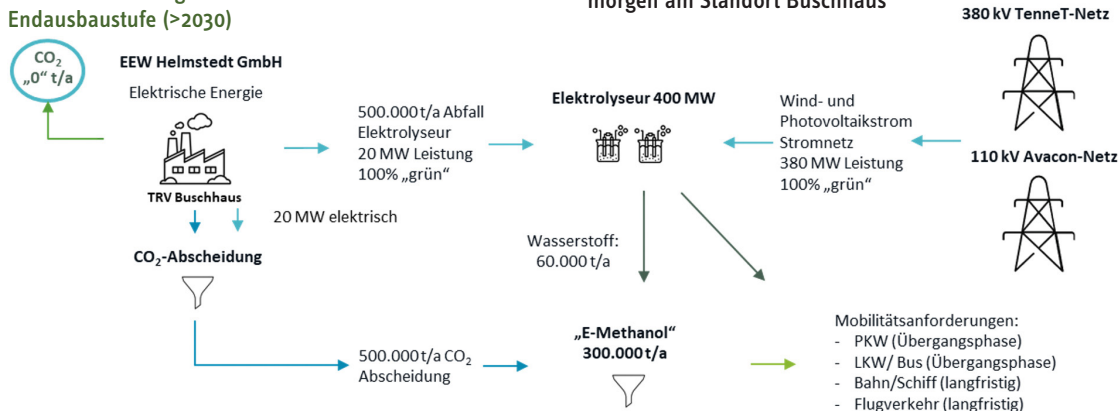 Endausbaustufe (>2030)
morgen am Standort Buschhaus
380 kV TenneT-Netz
CO₂
„0“ t/a
EEW Helmstedt GmbH
Elektrische Energie
TRV Buschhaus
500.000 t/a Abfall
Elektrolyseur
20 MW Leistung
100% „grün“
Elektrolyseur 400 MW
Wind- und
Photovoltaikstrom
Stromnetz
380 MW Leistung
100% „grün“
110 kV Avacon-Netz
20 MW elektrisch
CO₂-Abscheidung
Wasserstoff:
60.000 t/a
500.000 t/a CO₂
Abscheidung
„E-Methanol“
300.000 t/a
Mobilitätsanforderungen:
- PKW (Übergangsphase)
- LKW/ Bus (Übergangsphase)
- Bahn/Schiff (langfristig)
- Flugverkehr (langfristig)